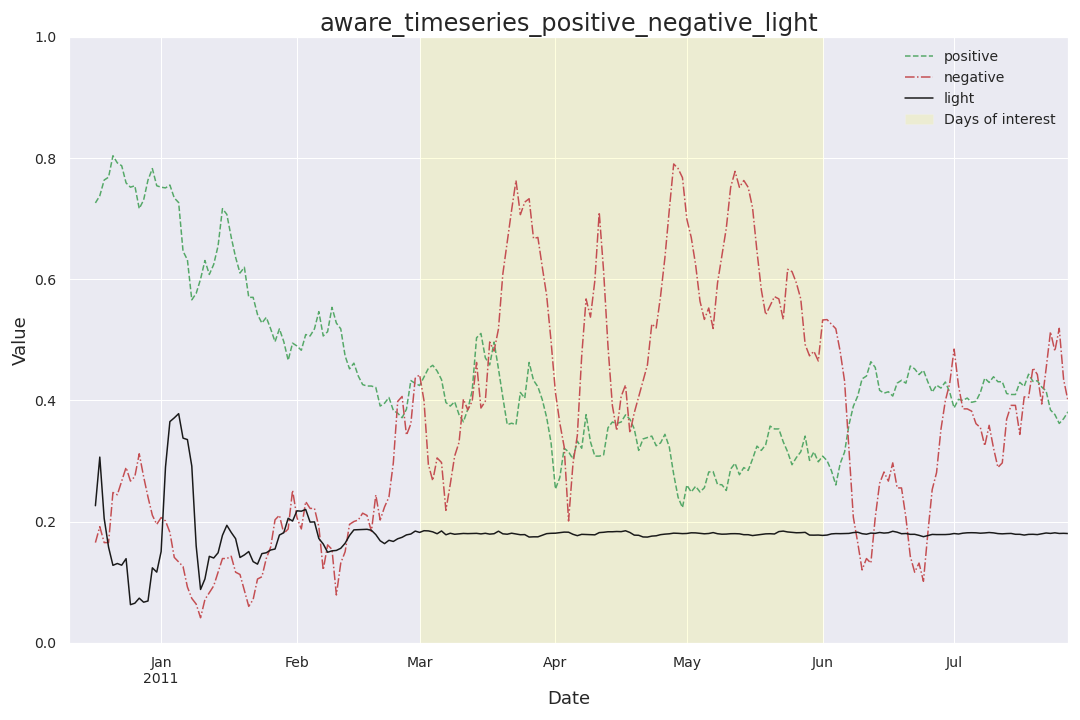 aware_timeseries_positive_negative_light
1.0
0.8
0.6
0.4
0.2
0.0
Value
positive
negative
light
Days of interest
Jan
2011
Feb
Mar
Apr
May
Jun
Jul
Date